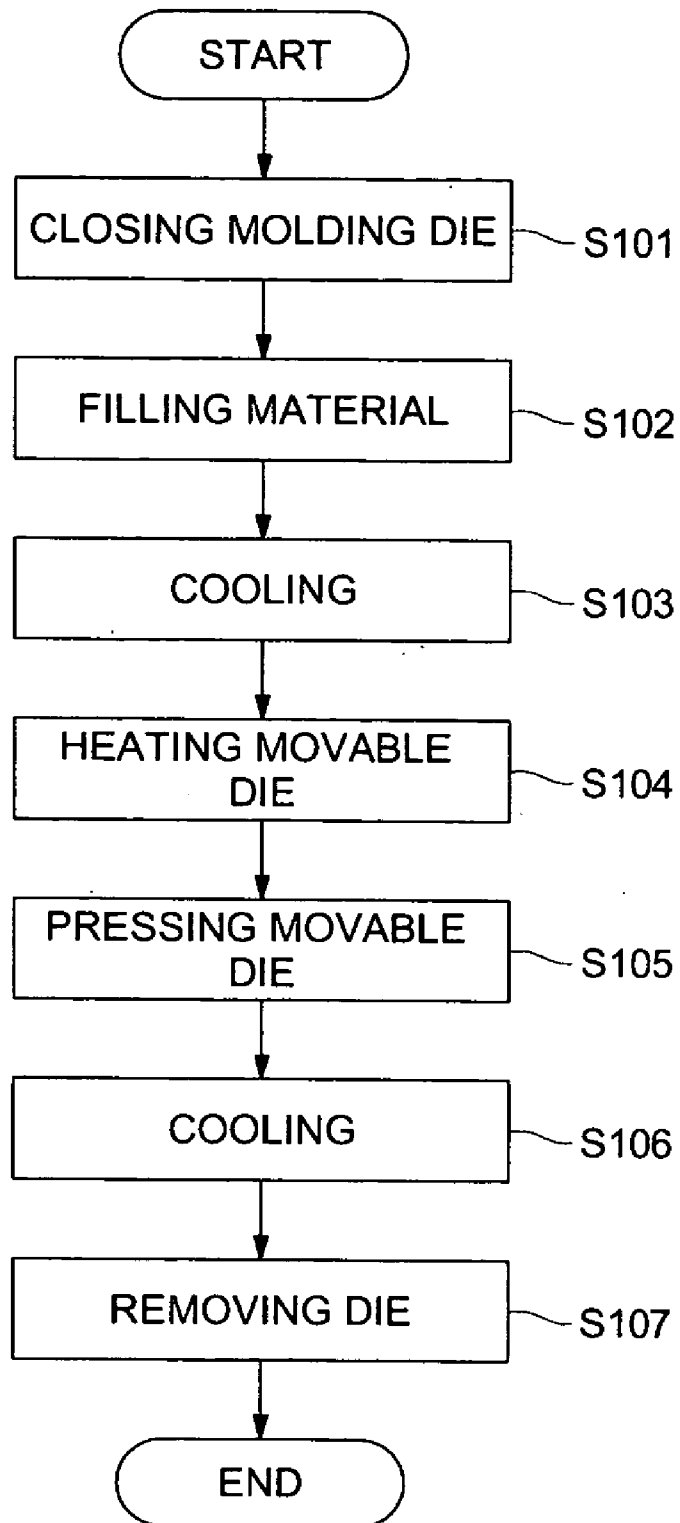 START
CLOSING MOLDING DIE
S101
FILLING MATERIAL
S102
COOLING
S103
HEATING MOVABLE
DIE
S104
PRESSING MOVABLE
DIE
S105
COOLING
S106
REMOVING DIE
S107
END